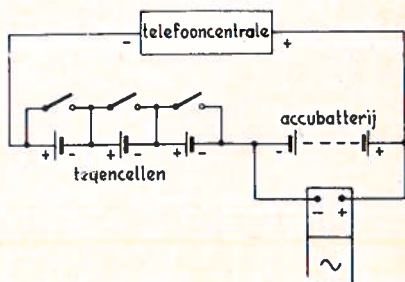 - telefooncentrale +
accubatterij
+ - + - + - - +
tegencellen
- +
~